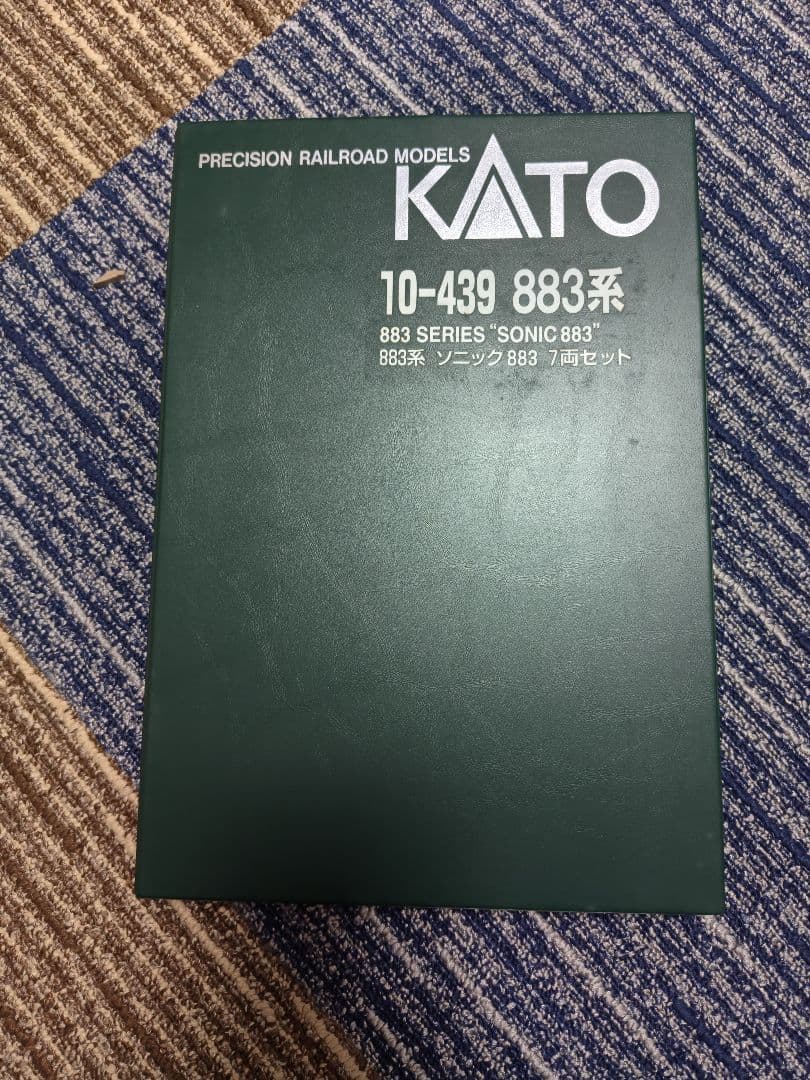 PRECISION RAILROAD MODELS
KATO
10-439 883系
883 SERIES "SONIC 883"
883系 ソニック883 7両セット